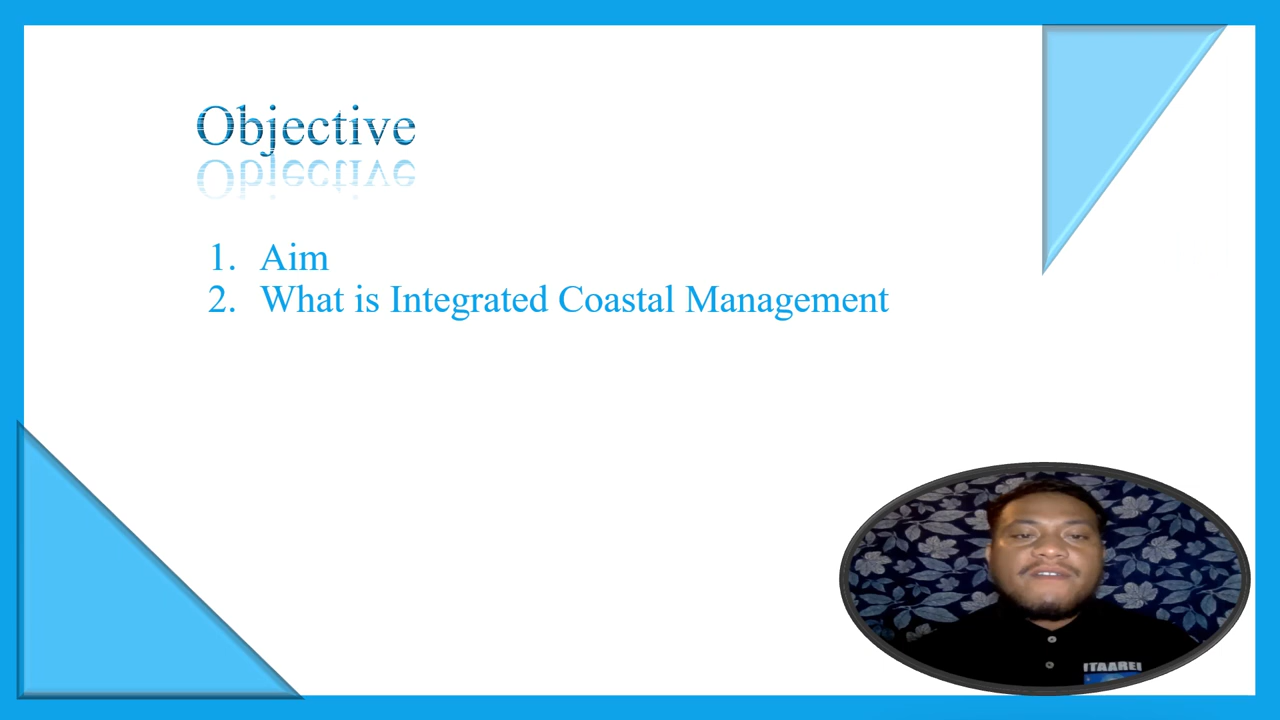 Objective
1. Aim
2. What is Integrated Coastal Management
ITAAREI